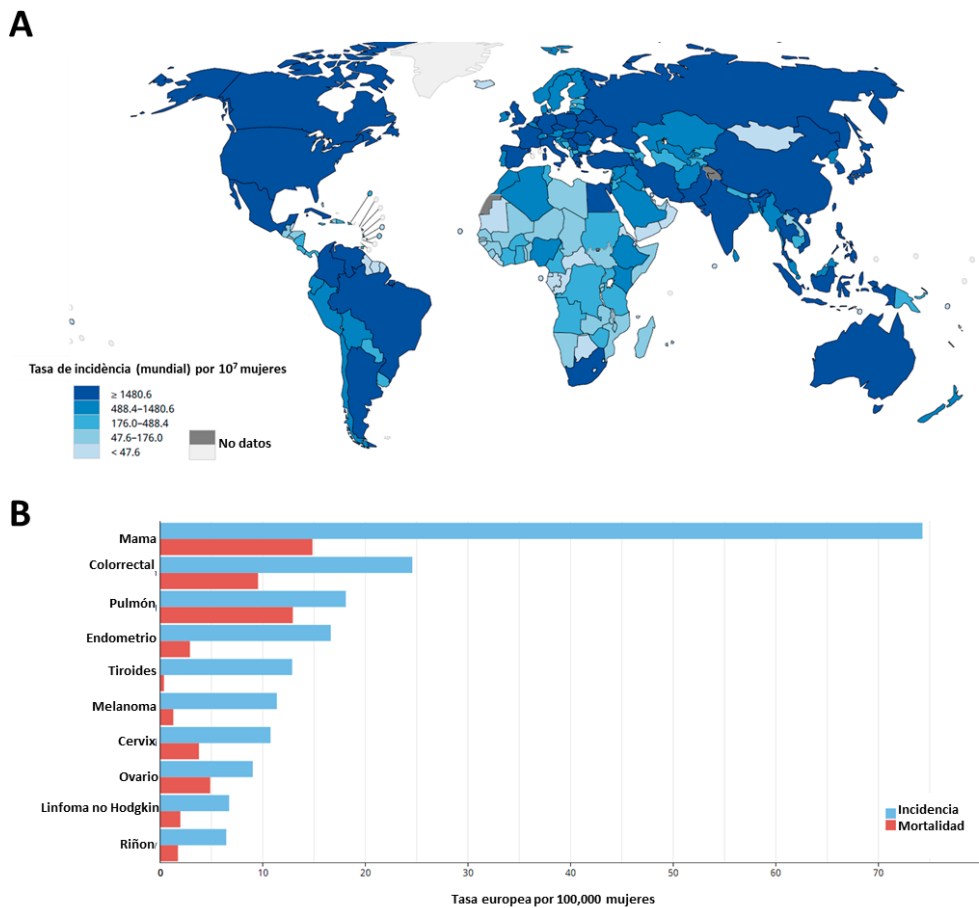 A
Tasa de incidència (mundial) por 10⁷ mujeres
≥ 1480.6
488.4–1480.6
176.0–488.4
47.6–176.0
< 47.6
No datos
B
Mama
Colorrectal
Pulmón
Endometrio
Tiroides
Melanoma
Cervix
Ovario
Linfoma no Hodgkin
Riñon
Incidencia
Mortalidad
0 10 20 30 40 50 60 70
Tasa europea por 100,000 mujeres